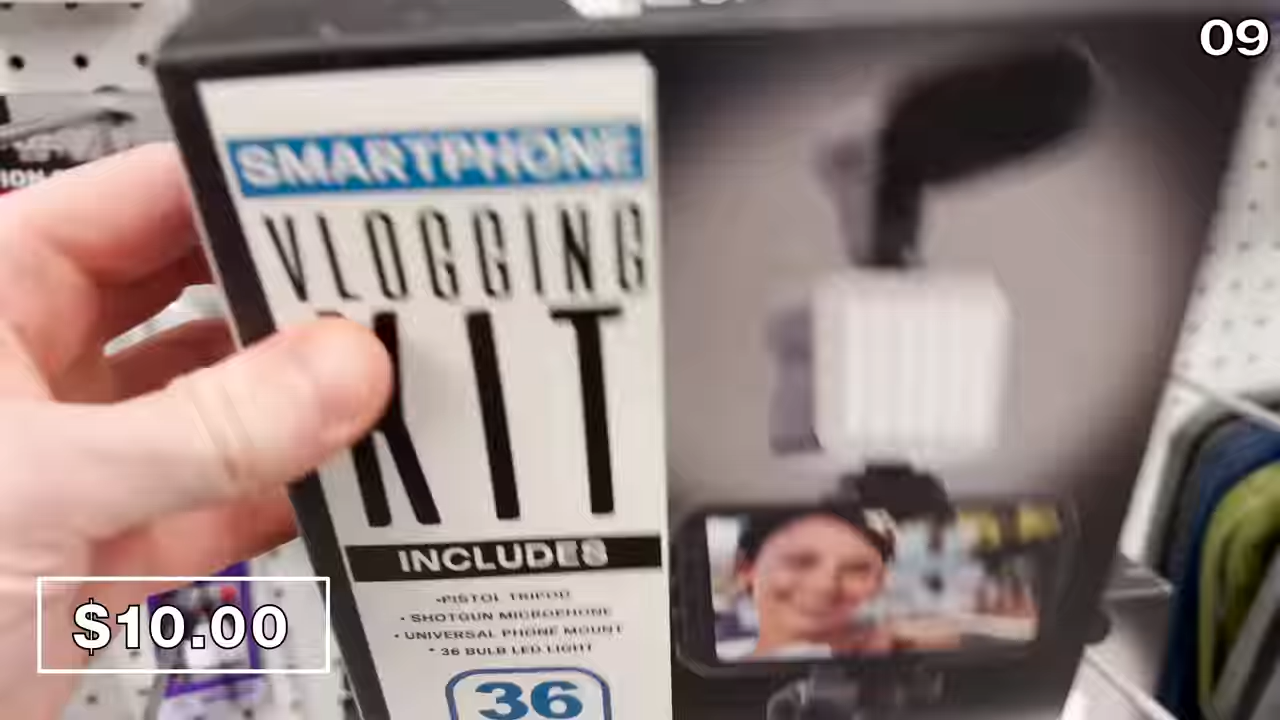 09
SMARTPHONE
VLOGGING
KIT
INCLUDES
•PISTOL TRIPOD
• SHOTGUN MICROPHONE
• UNIVERSAL PHONE MOUNT
• 36 BULB LED LIGHT
36
$10.00